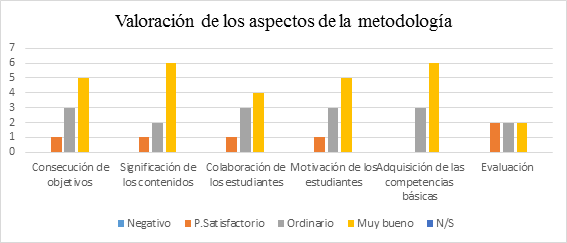 Valoración de los aspectos de la metodología
7
6
5
4
3
2
1
0
Consecución de
objetivos
Significación de
los contenidos
Colaboración de
los estudiantes
Motivación de los
estudiantes
Adquisición de las
competencias
básicas
Evaluación
Negativo P.Satisfactorio Ordinario Muy bueno N/S